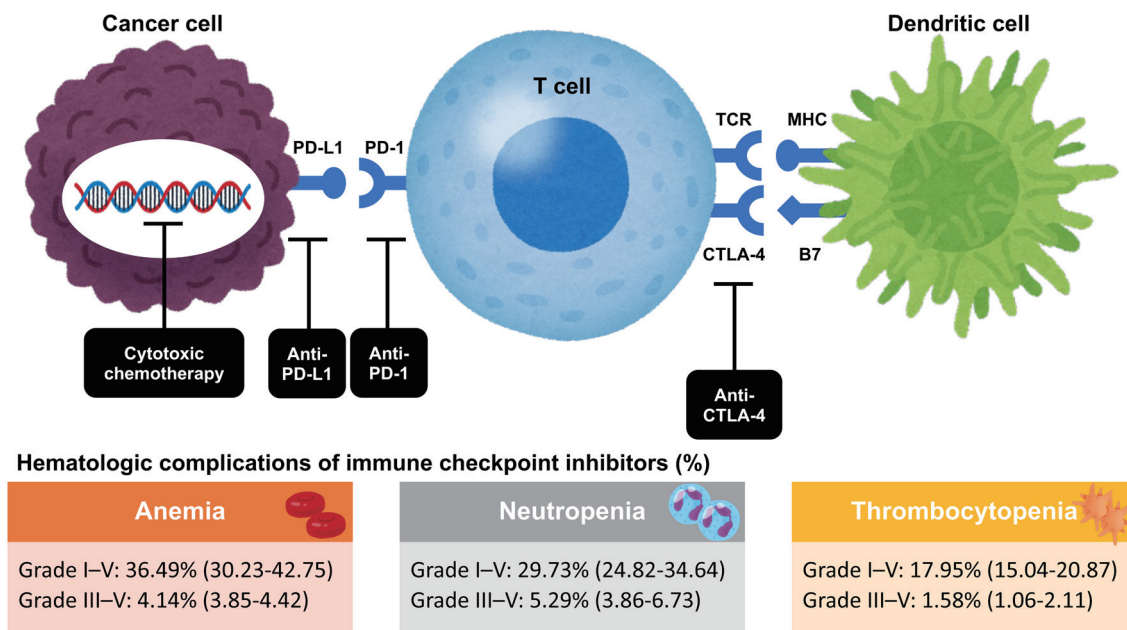 Cancer cell
T cell
Dendritic cell
PD-L1
PD-1
TCR
MHC
CTLA-4
B7
Cytotoxic
chemotherapy
Anti-
PD-L1
Anti-
PD-1
Anti-
CTLA-4
Hematologic complications of immune checkpoint inhibitors (%)
Anemia
Grade I–V: 36.49% (30.23-42.75)
Grade III–V: 4.14% (3.85-4.42)
Neutropenia
Grade I–V: 29.73% (24.82-34.64)
Grade III–V: 5.29% (3.86-6.73)
Thrombocytopenia
Grade I–V: 17.95% (15.04-20.87)
Grade III–V: 1.58% (1.06-2.11)